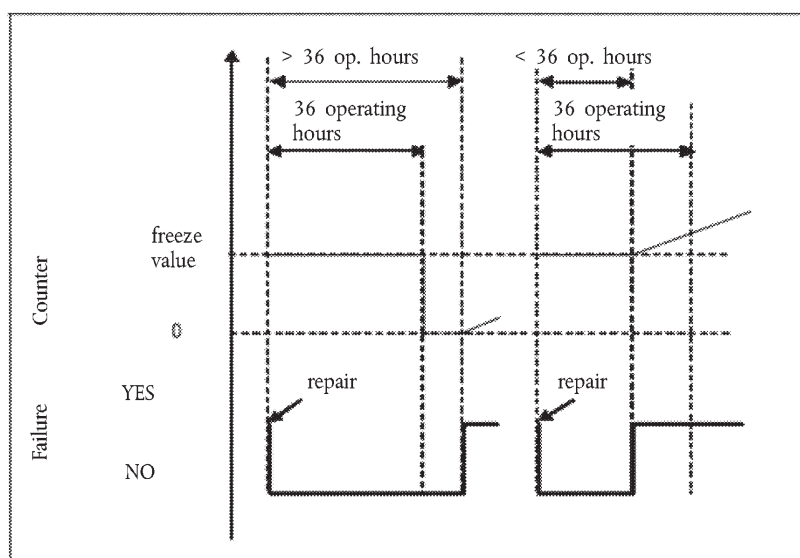 > 36 op. hours
< 36 op. hours
36 operating
hours
36 operating
hours
freeze
value
Counter
0
repair
repair
YES
Failure
NO